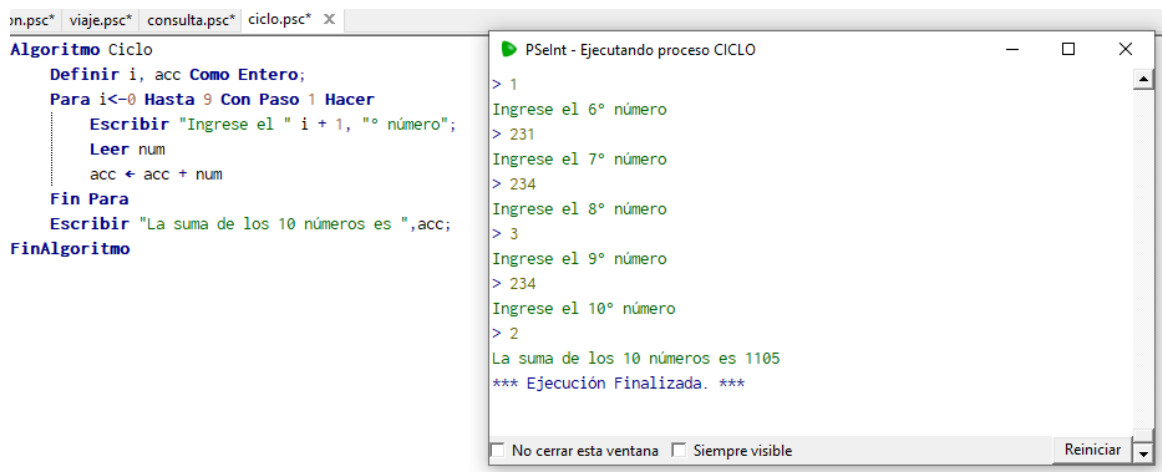 on.psc* viaje.psc* consulta.psc* ciclo.psc* X
Algoritmo Ciclo
Definir i, acc Como Entero;
Para i<-0 Hasta 9 Con Paso 1 Hacer
Escribir "Ingrese el " i + 1, "° número";
Leer num
acc ← acc + num
Fin Para
Escribir "La suma de los 10 números es ",acc;
FinAlgoritmo
PSeInt - Ejecutando proceso CICLO
> 1
Ingrese el 6° número
> 231
Ingrese el 7° número
> 234
Ingrese el 8° número
> 3
Ingrese el 9° número
> 234
Ingrese el 10° número
> 2
La suma de los 10 números es 1105
*** Ejecución Finalizada. ***
No cerrar esta ventana Siempre visible Reiniciar